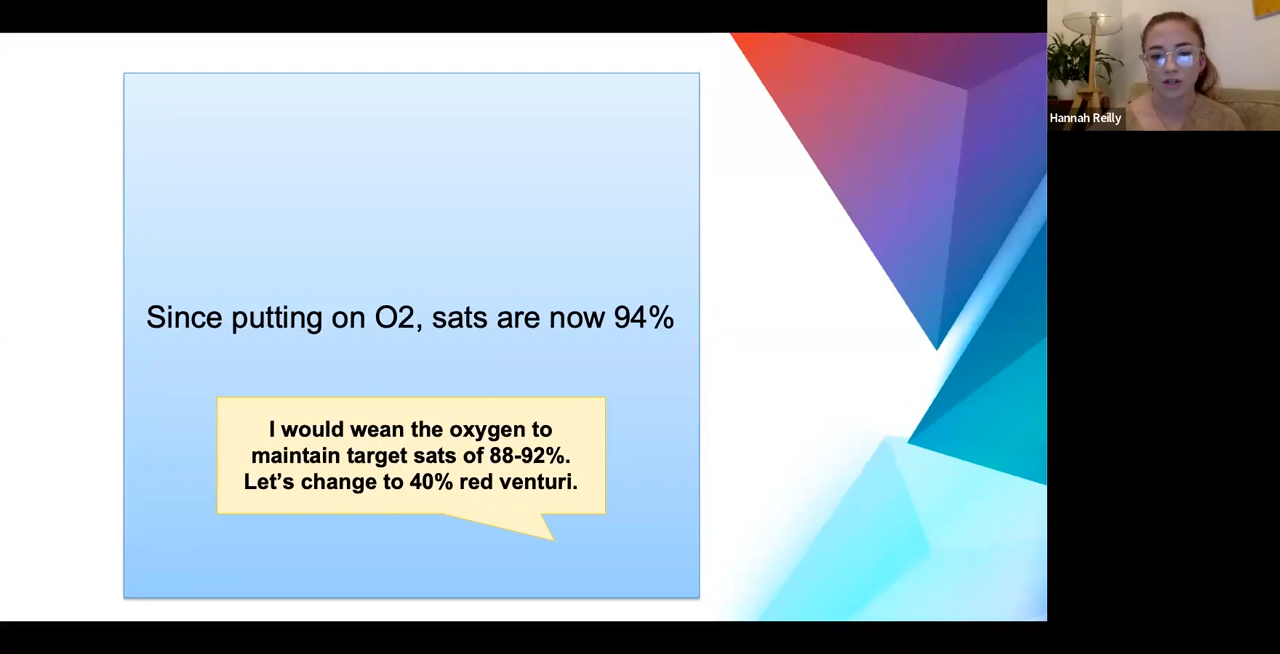 Since putting on O2, sats are now 94%
I would wean the oxygen to
maintain target sats of 88-92%.
Let’s change to 40% red venturi.
Hannah Reilly